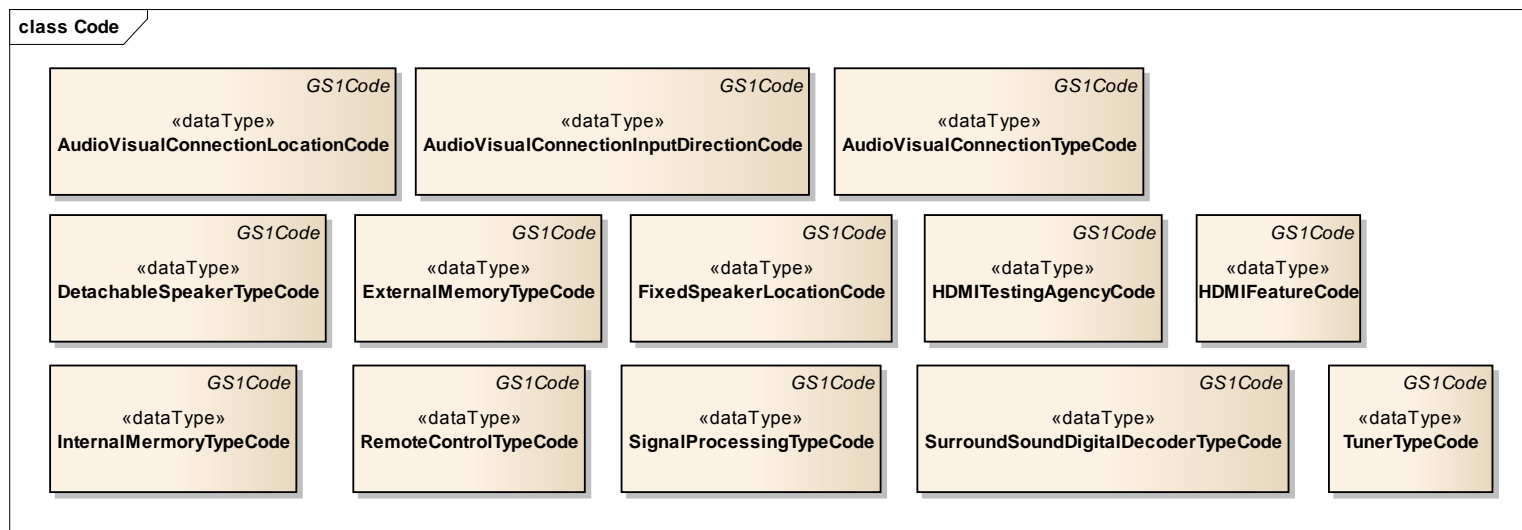 class Code
GS1Code
«dataType»
AudioVisualConnectionLocationCode
GS1Code
«dataType»
AudioVisualConnectionInputDirectionCode
GS1Code
«dataType»
AudioVisualConnectionTypeCode
GS1Code
«dataType»
DetachableSpeakerTypeCode
GS1Code
«dataType»
ExternalMemoryTypeCode
GS1Code
«dataType»
FixedSpeakerLocationCode
GS1Code
«dataType»
HDMITestingAgencyCode
GS1Code
«dataType»
HDMIFeatureCode
GS1Code
«dataType»
InternalMermoryTypeCode
GS1Code
«dataType»
RemoteControlTypeCode
GS1Code
«dataType»
SignalProcessingTypeCode
GS1Code
«dataType»
SurroundSoundDigitalDecoderTypeCode
GS1Code
«dataType»
TunerTypeCode